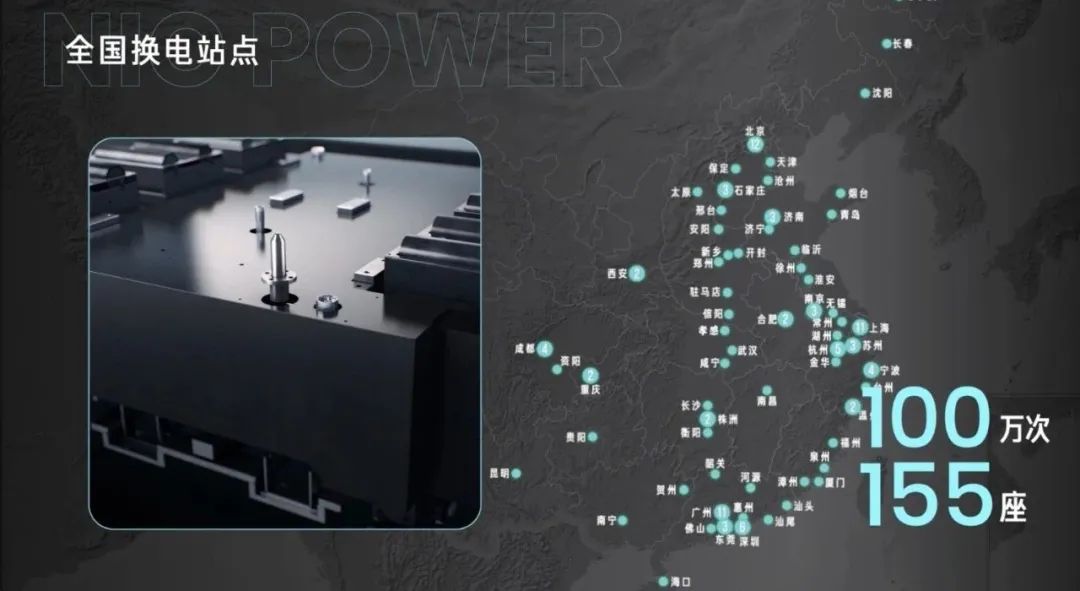 NIO POWER
全国换电站点
长春
沈阳
北京
12
天津
保定
沧州
太原
3 石家庄
烟台
邢台
3 济南
青岛
安阳
济宁
新乡
开封
临沂
郑州
徐州
西安 2
淮安
驻马店
南京
3
无锡
信阳
合肥 2
常州
11 上海
孝感
湖州
成都 4
武汉
杭州 5
3 苏州
资阳
咸宁
金华
4 宁波
2
重庆
台州
南昌
长沙
2 株洲
2
100 万次
贵阳
衡阳
福州
泉州
昆明
韶关
河源
漳州
厦门
155 座
贺州
汕头
广州 11
惠州
南宁
佛山
3
6
汕尾
东莞
深圳
海口